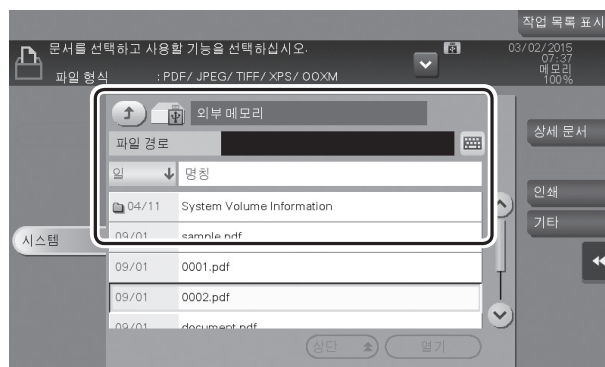 작업 목록 표시
문서를 선택하고 사용할 기능을 선택하십시오.
03/02/2015
07:37
파일 형식 : PDF/ JPEG/ TIFF/ XPS/ OOXM
메모리
100%
외부 메모리
파일 경로
상세 문서
일 명칭
04/11 System Volume Information
인쇄
기타
09/01 sample.pdf
시스템
09/01 0001.pdf
09/01 0002.pdf
09/01 document.pdf
상단
열기